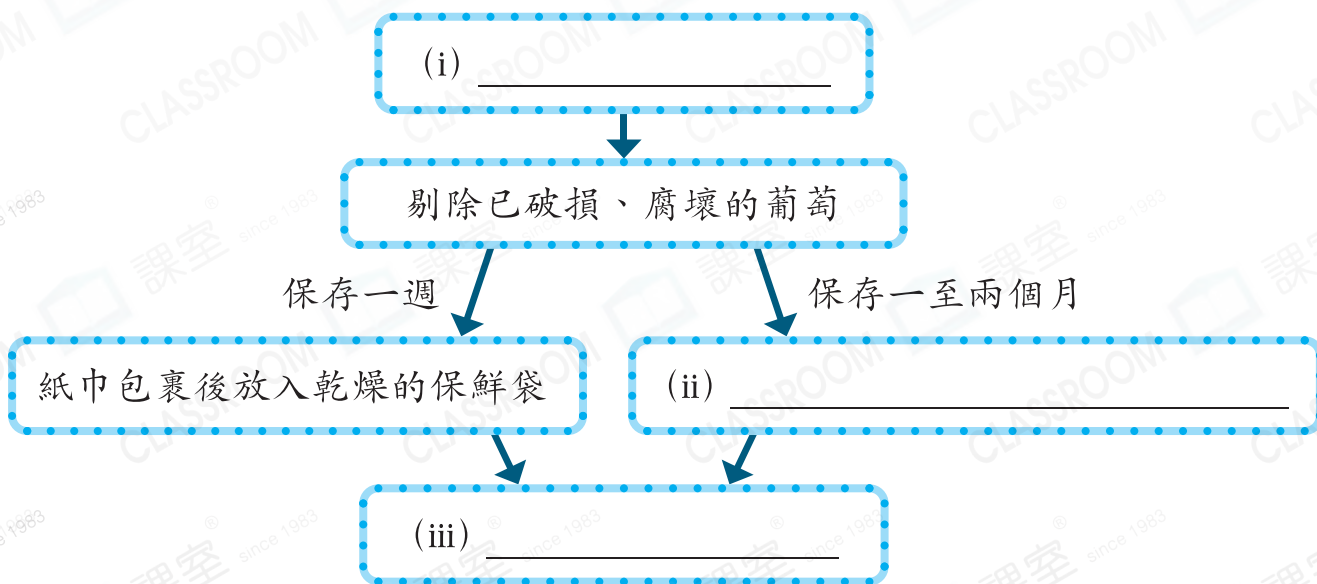 (i)
剔除已破損、腐壞的葡萄
保存一週
保存一至兩個月
紙巾包裹後放入乾燥的保鮮袋
(ii)
(iii)